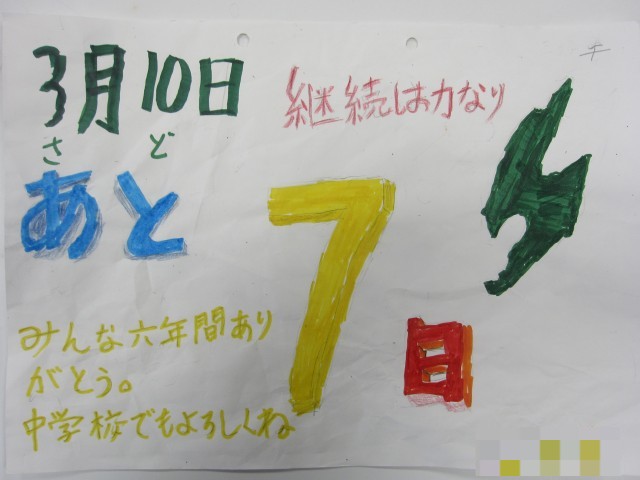 3月10日
継続は力なり
さ ど
あと
7日
みんな六年間あり
がとう。
中学校でもよろしくね